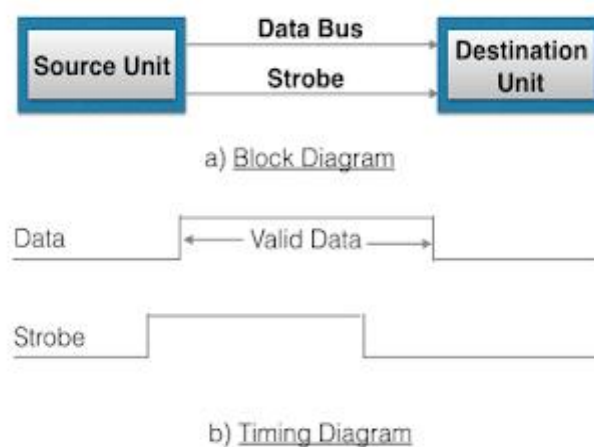 Data Bus
Source Unit
Strobe
Destination
Unit
a) Block Diagram
Data
Valid Data
Strobe
b) Timing Diagram